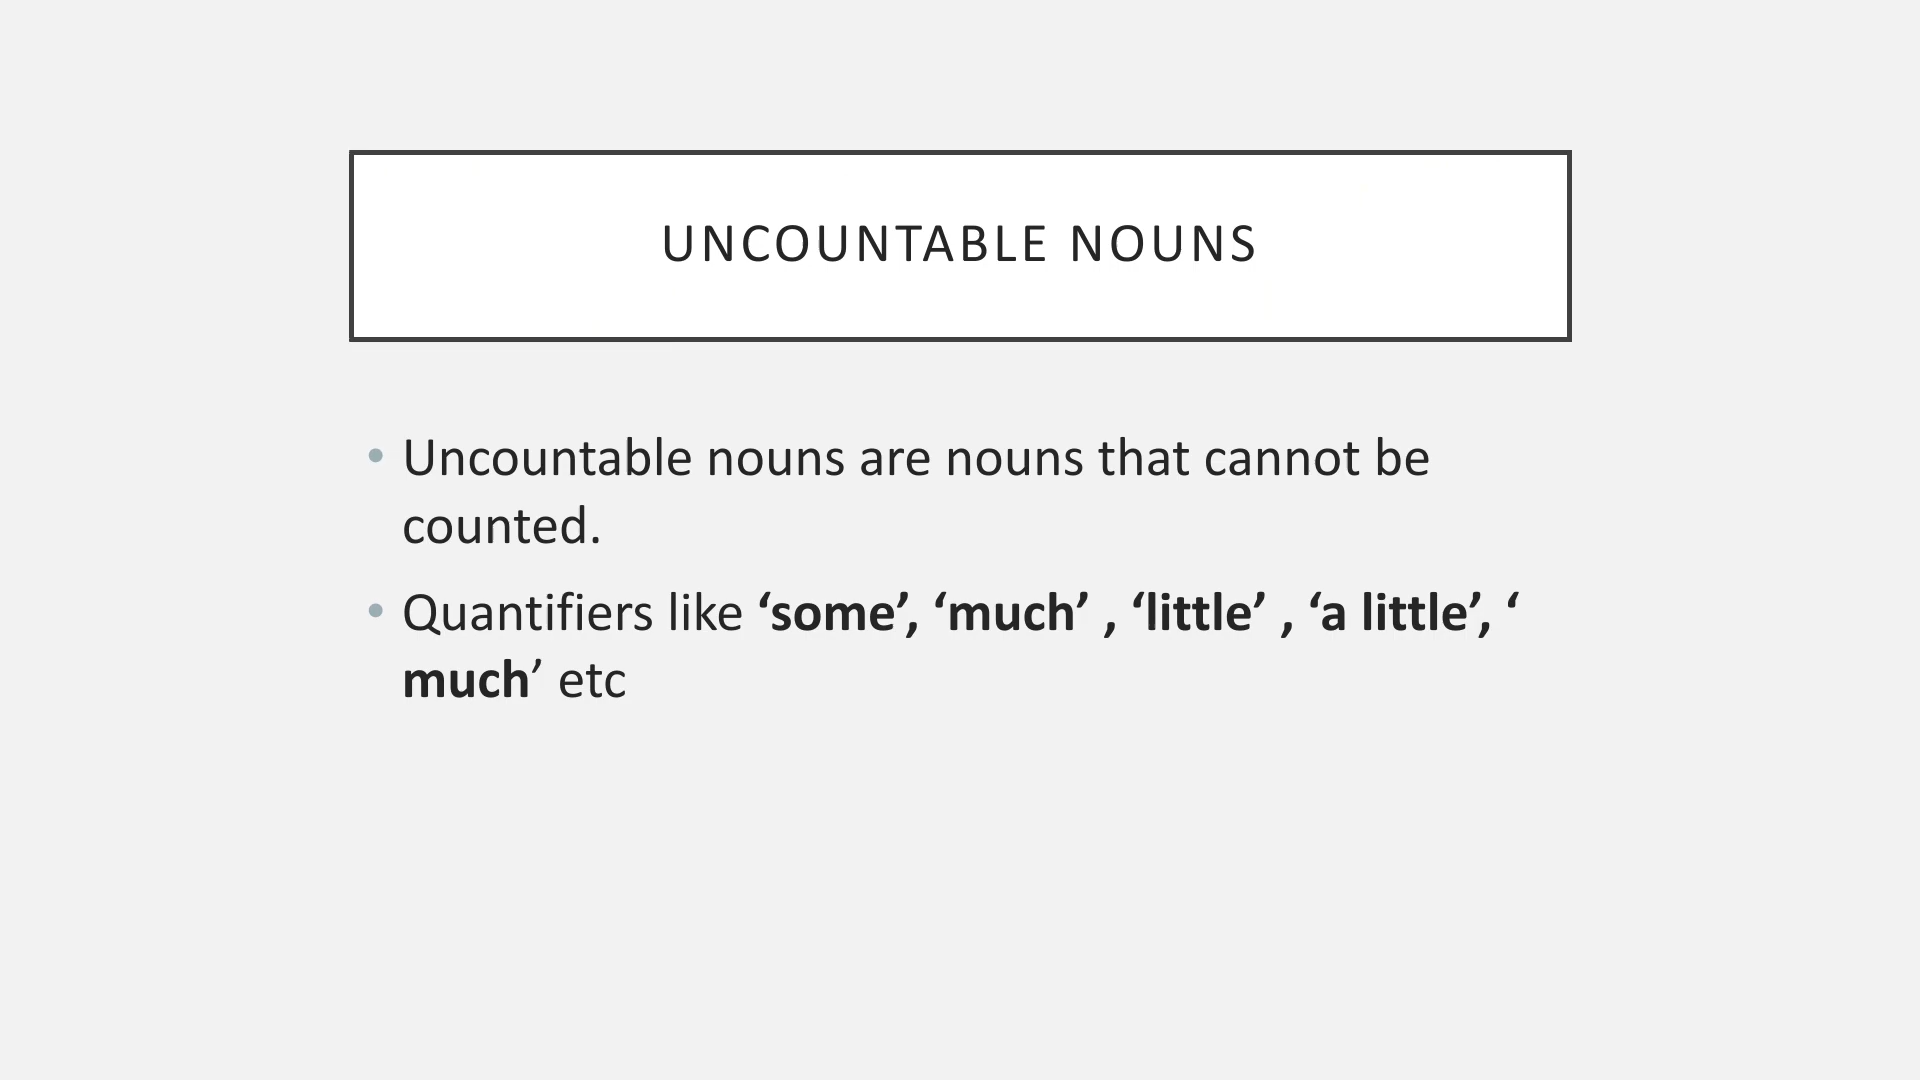 UNCOUNTABLE NOUNS
• Uncountable nouns are nouns that cannot be
counted.
• Quantifiers like ‘some’, ‘much’ , ‘little’ , ‘a little’, ‘
much’ etc